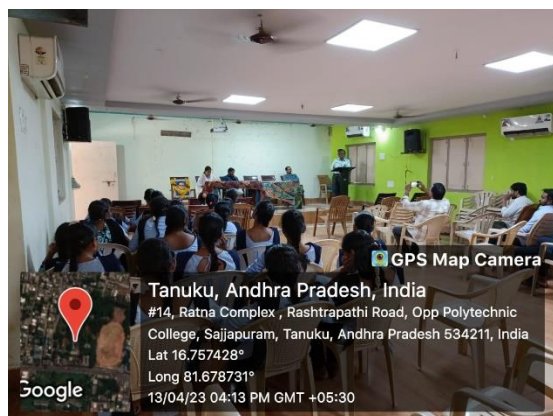 GPS Map Camera
Tanuku, Andhra Pradesh, India
#14, Ratna Complex , Rashtrapathi Road, Opp Polytechnic
College, Sajjapuram, Tanuku, Andhra Pradesh 534211, India
Lat 16.757428°
Long 81.678731°
13/04/23 04:13 PM GMT +05:30
Google